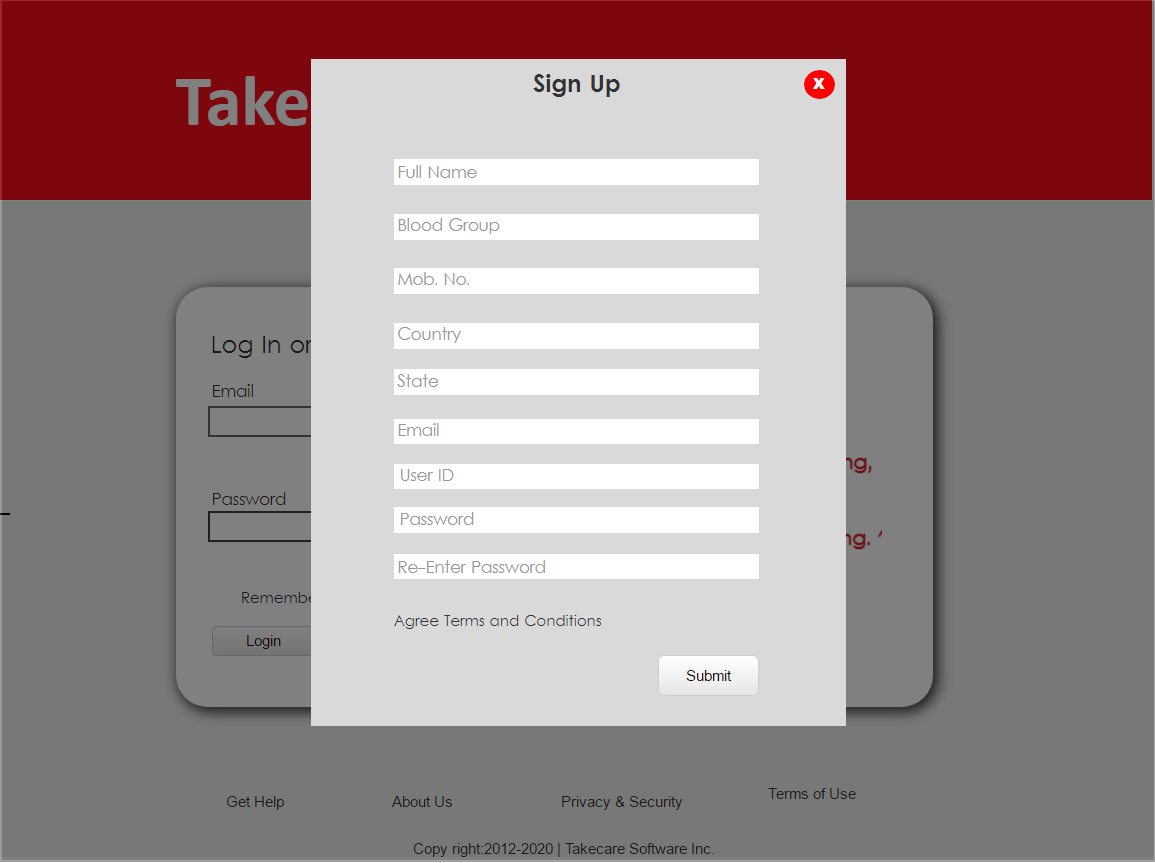 Take
Sign Up
x
Full Name
Blood Group
Mob. No.
Country
State
Email
User ID
Password
Re-Enter Password
Agree Terms and Conditions
Submit
Log In or
Email
Password
Login
ng,
ng. ‘
Get Help
About Us
Privacy & Security
Terms of Use
Copy right:2012-2020 | Takecare Software Inc.